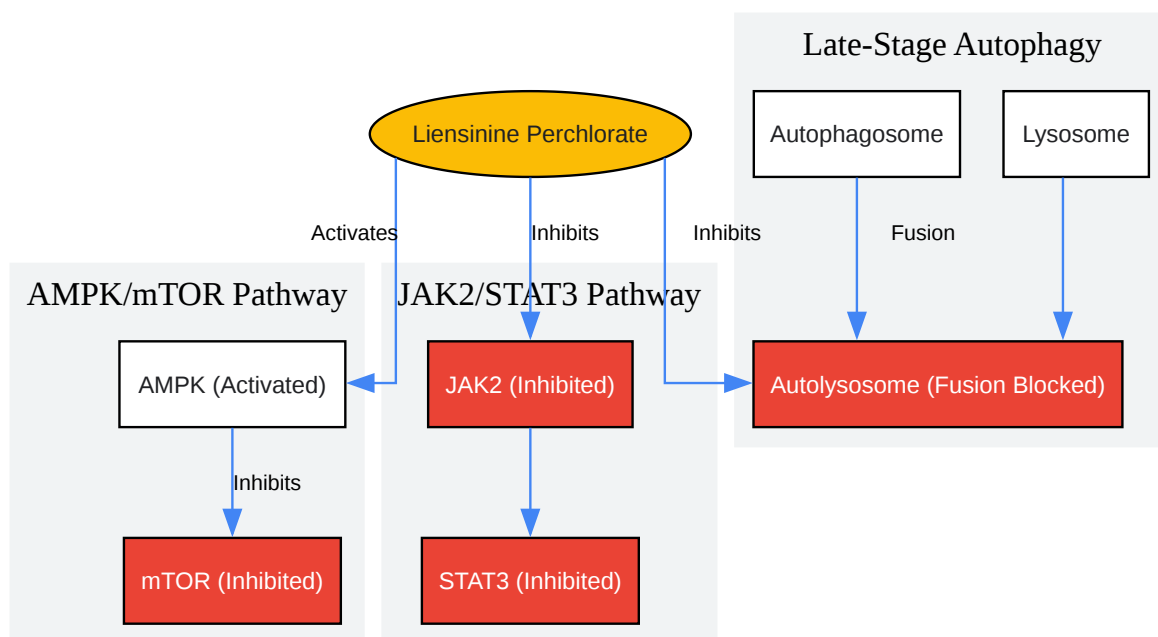 Late-Stage Autophagy
Liensinine Perchlorate
Autophagosome
Lysosome
Activates
Inhibits
Inhibits
Fusion
AMPK/mTOR Pathway
JAK2/STAT3 Pathway
AMPK (Activated)
JAK2 (Inhibited)
Autolysosome (Fusion Blocked)
Inhibits
mTOR (Inhibited)
STAT3 (Inhibited)